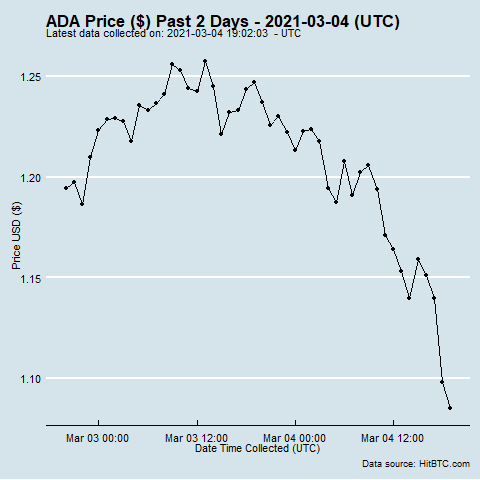 ADA Price ($) Past 2 Days - 2021-03-04 (UTC)
Latest data collected on: 2021-03-04 19:02:03  - UTC
1.25
1.20
1.15
1.10
Price USD ($)
Mar 03 00:00 Mar 03 12:00 Mar 04 00:00 Mar 04 12:00
Date Time Collected (UTC)
Data source: HitBTC.com